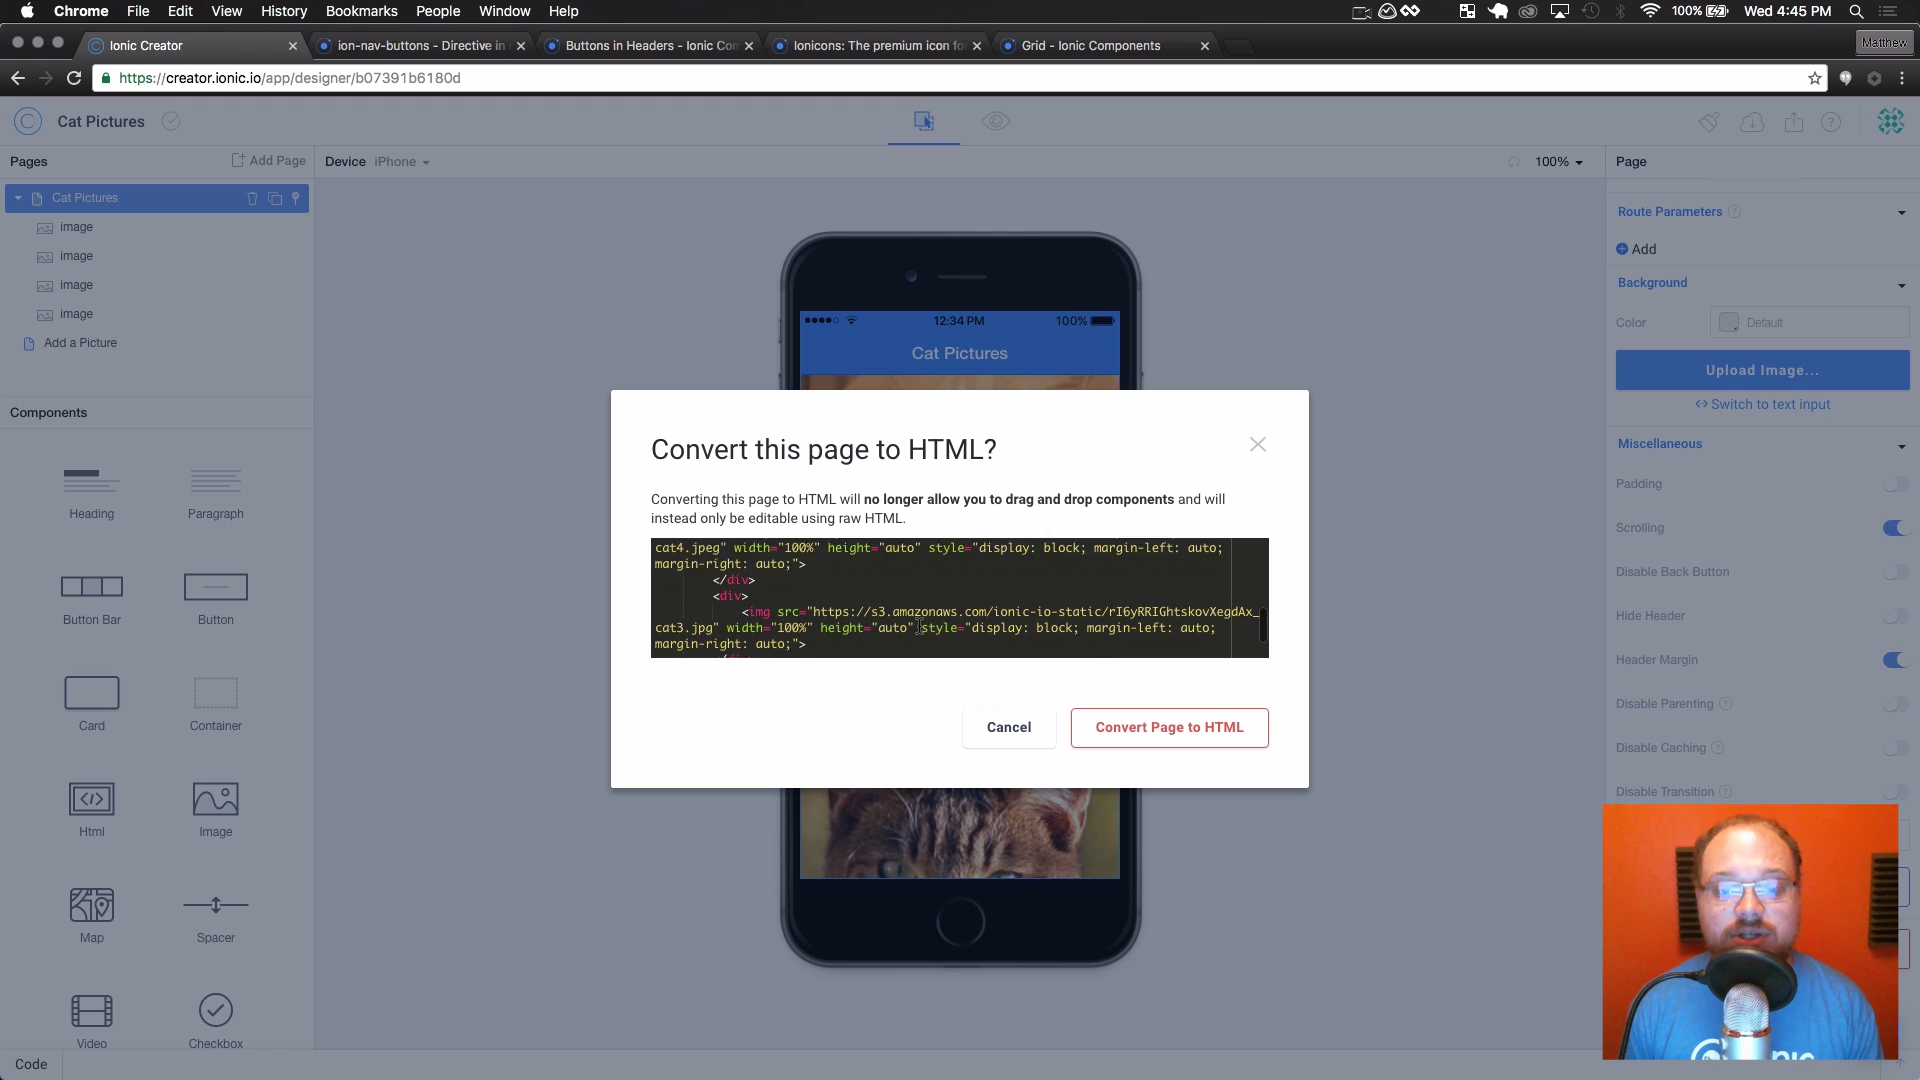 Chrome File Edit View History Bookmarks People Window Help
100% Wed 4:45 PM
Ionic Creator
ion-nav-buttons - Directive in
Buttons in Headers - Ionic Com
Ionicons: The premium icon fo
Grid - Ionic Components
Matthew
https://creator.ionic.io/app/designer/b07391b6180d
Cat Pictures
Pages
Add Page
Device iPhone
100%
Page
Cat Pictures
image
image
image
image
Add a Picture
Route Parameters
Add
Background
Color
Default
Upload Image...
Switch to text input
Miscellaneous
Padding
Scrolling
Disable Back Button
Hide Header
Header Margin
Disable Parenting
Disable Caching
Disable Transition
12:34 PM
100%
Cat Pictures
Components
Heading
Paragraph
Button Bar
Button
Card
Container
Html
Image
Map
Spacer
Video
Checkbox
Code
Convert this page to HTML?
Converting this page to HTML will no longer allow you to drag and drop components and will
instead only be editable using raw HTML.
cat4.jpeg" width="100%" height="auto" style="display: block; margin-left: auto;
margin-right: auto;">
</div>
<div>
<img src="https://s3.amazonaws.com/ionic-io-static/rI6yRRIGhtskovXegdAx_
cat3.jpg" width="100%" height="auto" style="display: block; margin-left: auto;
margin-right: auto;">
Cancel
Convert Page to HTML